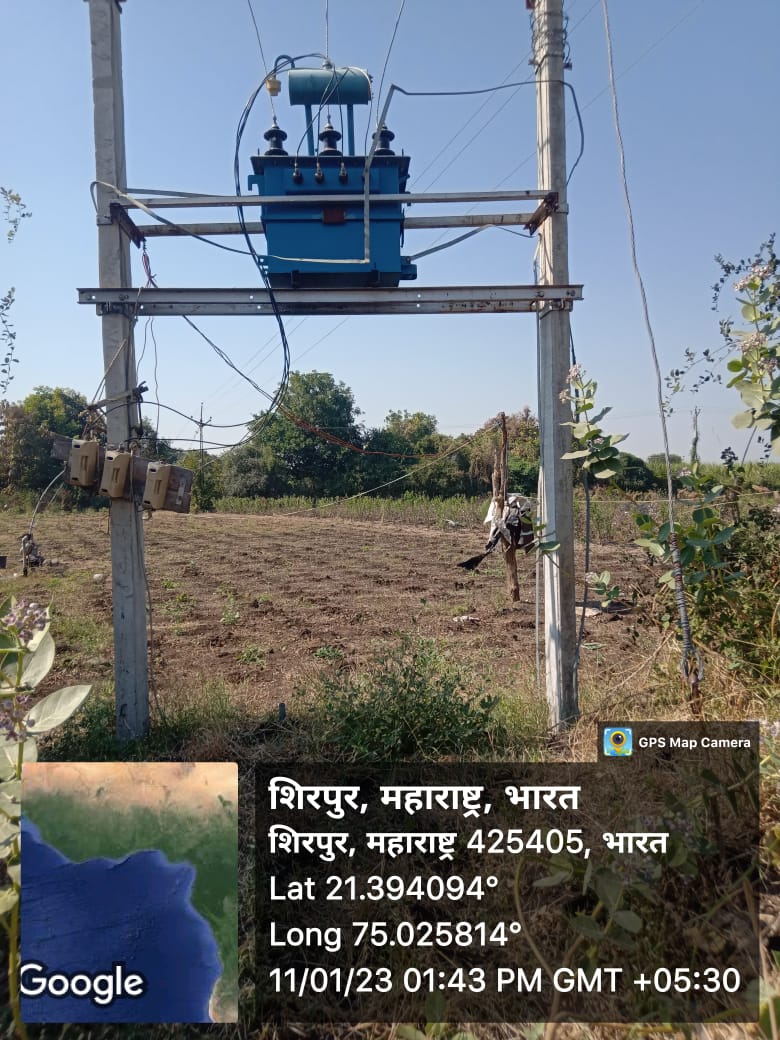 GPS Map Camera
शिरपुर, महाराष्ट्र, भारत
शिरपुर, महाराष्ट्र 425405, भारत
Lat 21.394094°
Long 75.025814°
11/01/23 01:43 PM GMT +05:30
Google